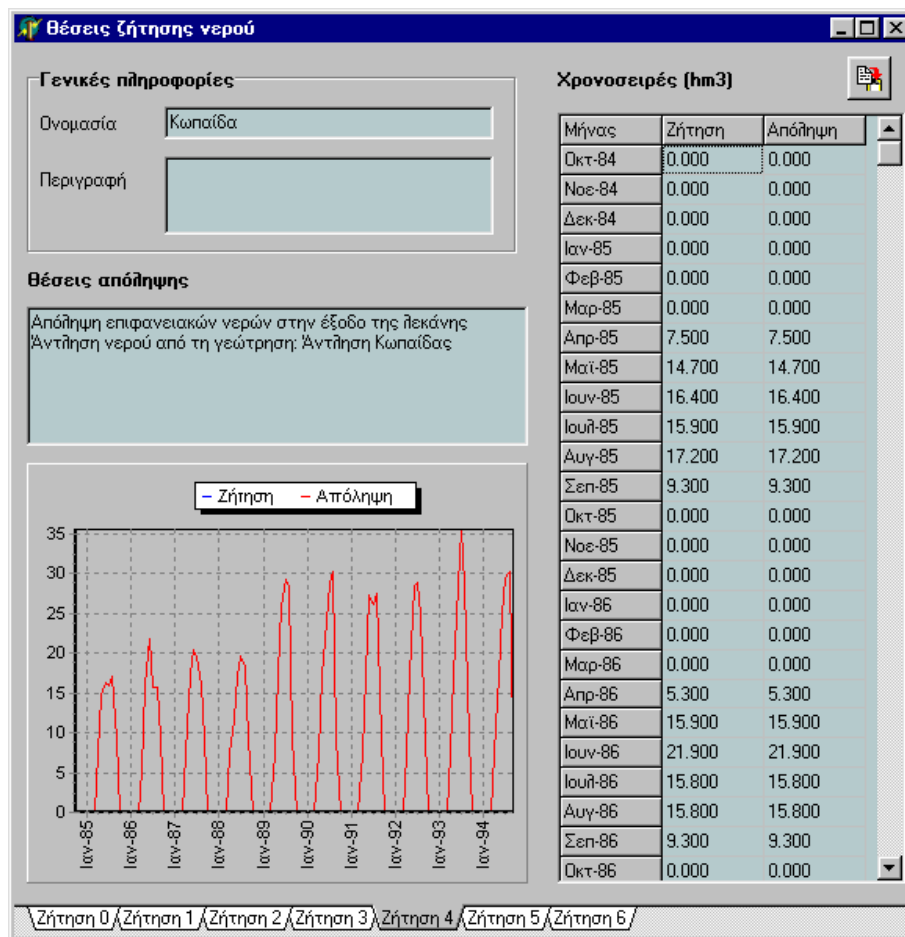 Θέσεις ζήτησης νερού
Γενικές πληροφορίες
Ονομασία Κωπαίδα
Περιγραφή
Θέσεις απόληψης
Απόληψη επιφανειακών νερών στην έξοδο της λεκάνης
Άντληση νερού από τη γεώτρηση: Άντληση Κωπαίδας
Ζήτηση Απόληψη
35
30
25
20
15
10
5
0
Ιαν-85 Ιαν-86 Ιαν-87 Ιαν-88 Ιαν-89 Ιαν-90 Ιαν-91 Ιαν-92 Ιαν-93 Ιαν-94
Χρονοσειρές (hm3)
Μήνας Ζήτηση Απόληψη
Οκτ-84 0.000 0.000
Νοε-84 0.000 0.000
Δεκ-84 0.000 0.000
Ιαν-85 0.000 0.000
Φεβ-85 0.000 0.000
Μαρ-85 0.000 0.000
Απρ-85 7.500 7.500
Μαϊ-85 14.700 14.700
Ιουν-85 16.400 16.400
Ιουλ-85 15.900 15.900
Αυγ-85 17.200 17.200
Σεπ-85 9.300 9.300
Οκτ-85 0.000 0.000
Νοε-85 0.000 0.000
Δεκ-85 0.000 0.000
Ιαν-86 0.000 0.000
Φεβ-86 0.000 0.000
Μαρ-86 0.000 0.000
Απρ-86 5.300 5.300
Μαϊ-86 15.900 15.900
Ιουν-86 21.900 21.900
Ιουλ-86 15.800 15.800
Αυγ-86 15.800 15.800
Σεπ-86 9.300 9.300
Οκτ-86 0.000 0.000
Ζήτηση 0 Ζήτηση 1 Ζήτηση 2 Ζήτηση 3 Ζήτηση 4 Ζήτηση 5 Ζήτηση 6